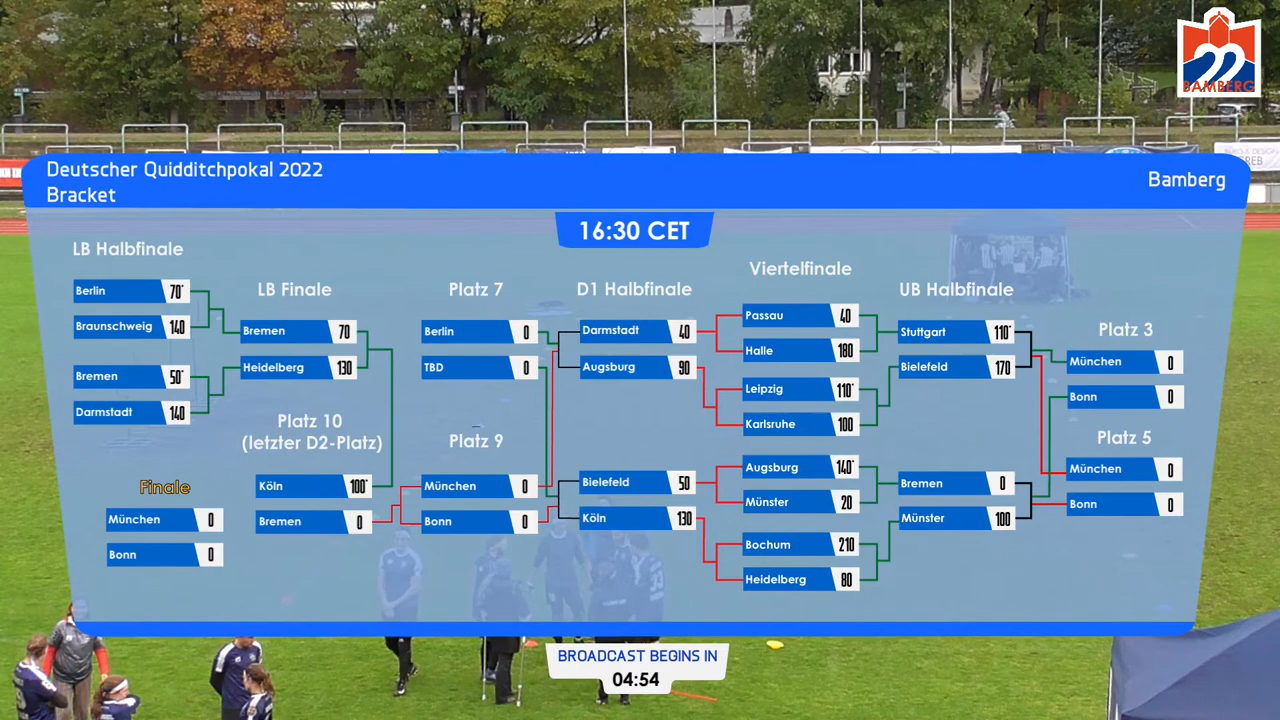 BAMBERG
Deutscher Quidditchpokal 2022
Bracket
Bamberg
16:30 CET
LB Halbfinale
Berlin 70*
Braunschweig 140
Bremen 50*
Darmstadt 140
LB Finale
Bremen 70
Heidelberg 130
Platz 10
(letzter D2-Platz)
Köln 100*
Bremen 0
Finale
München 0
Bonn 0
Platz 7
Berlin 0
TBD 0
Platz 9
München 0
Bonn 0
D1 Halbfinale
Darmstadt 40
Augsburg 90
Bielefeld 50
Köln 130
Viertelfinale
Passau 40
Halle 180
Leipzig 110*
Karlsruhe 100
Augsburg 140*
Münster 20
Bochum 210
Heidelberg 80
UB Halbfinale
Stuttgart 110*
Bielefeld 170
Bremen 0
Münster 100
Platz 3
München 0
Bonn 0
Platz 5
München 0
Bonn 0
BROADCAST BEGINS IN
04:54